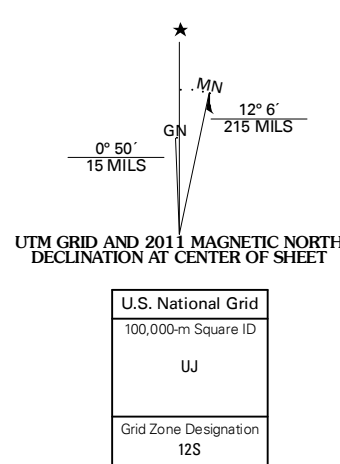 ★
MN
GN
12° 6´
215 MILS
0° 50´
15 MILS
UTM GRID AND 2011 MAGNETIC NORTH
DECLINATION AT CENTER OF SHEET
U.S. National Grid
100,000-m Square ID
UJ
Grid Zone Designation
12S